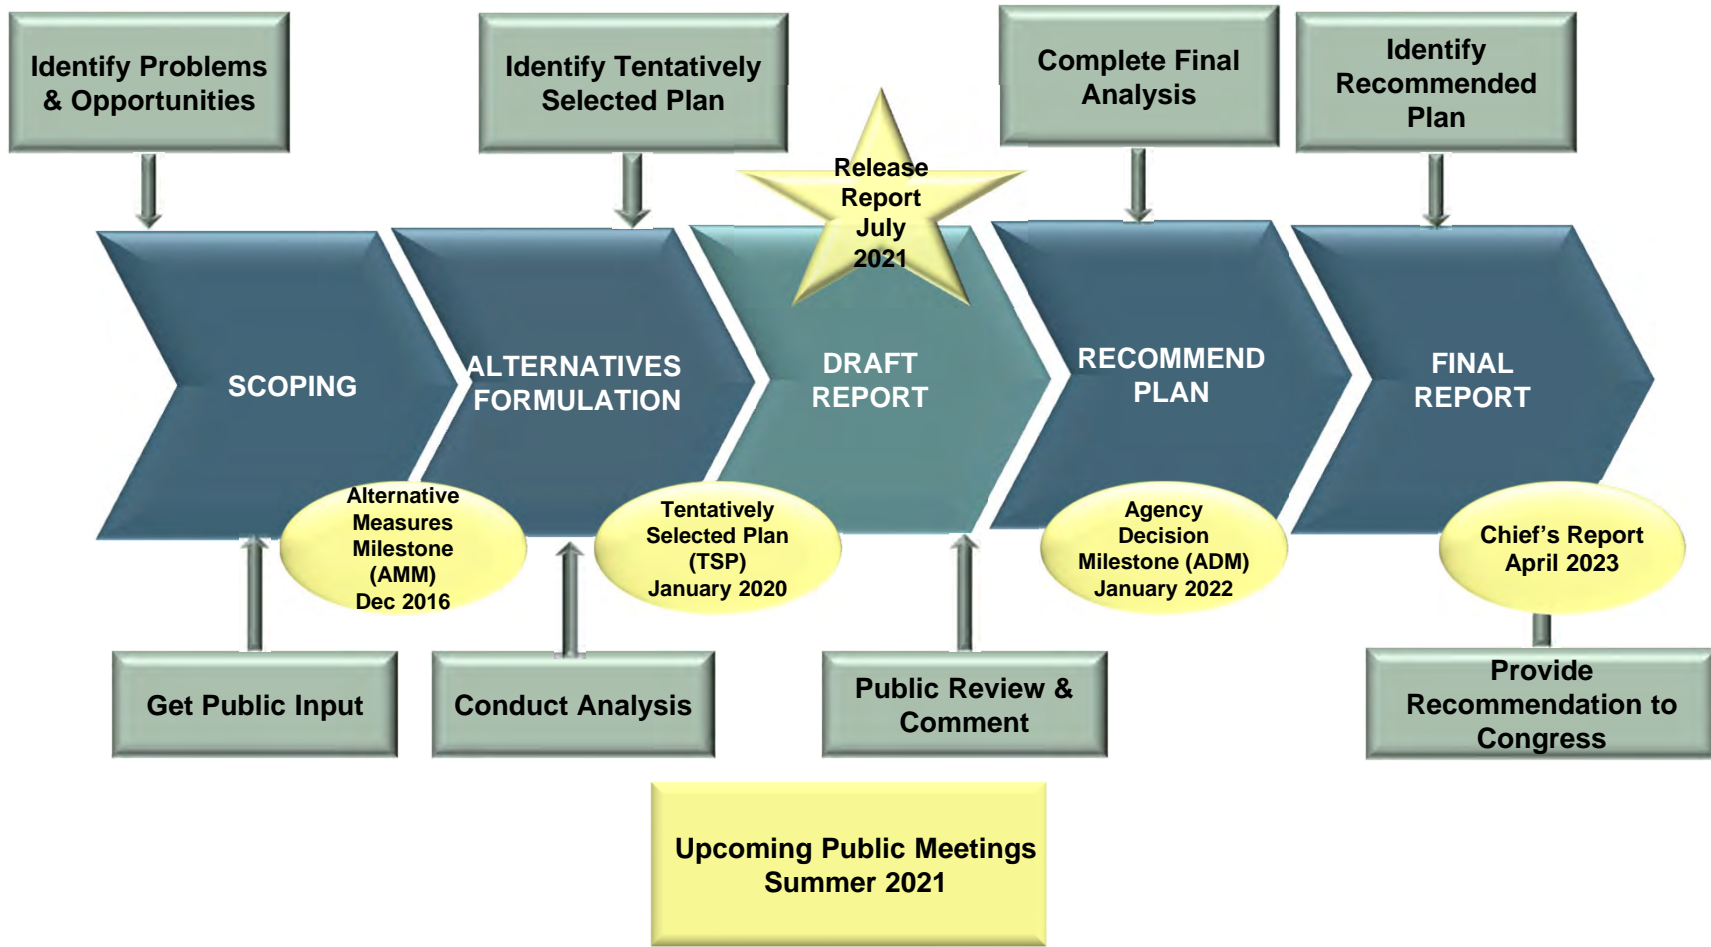 Identify Problems
& Opportunities
Identify Tentatively
Selected Plan
Complete Final
Analysis
Identify
Recommended
Plan
Release
Report
July
2021
SCOPING
ALTERNATIVES
FORMULATION
DRAFT
REPORT
RECOMMEND
PLAN
FINAL
REPORT
Alternative
Measures
Milestone
(AMM)
Dec 2016
Tentatively
Selected Plan
(TSP)
January 2020
Agency
Decision
Milestone (ADM)
January 2022
Chief’s Report
April 2023
Get Public Input
Conduct Analysis
Public Review &
Comment
Provide
Recommendation to
Congress
Upcoming Public Meetings
Summer 2021